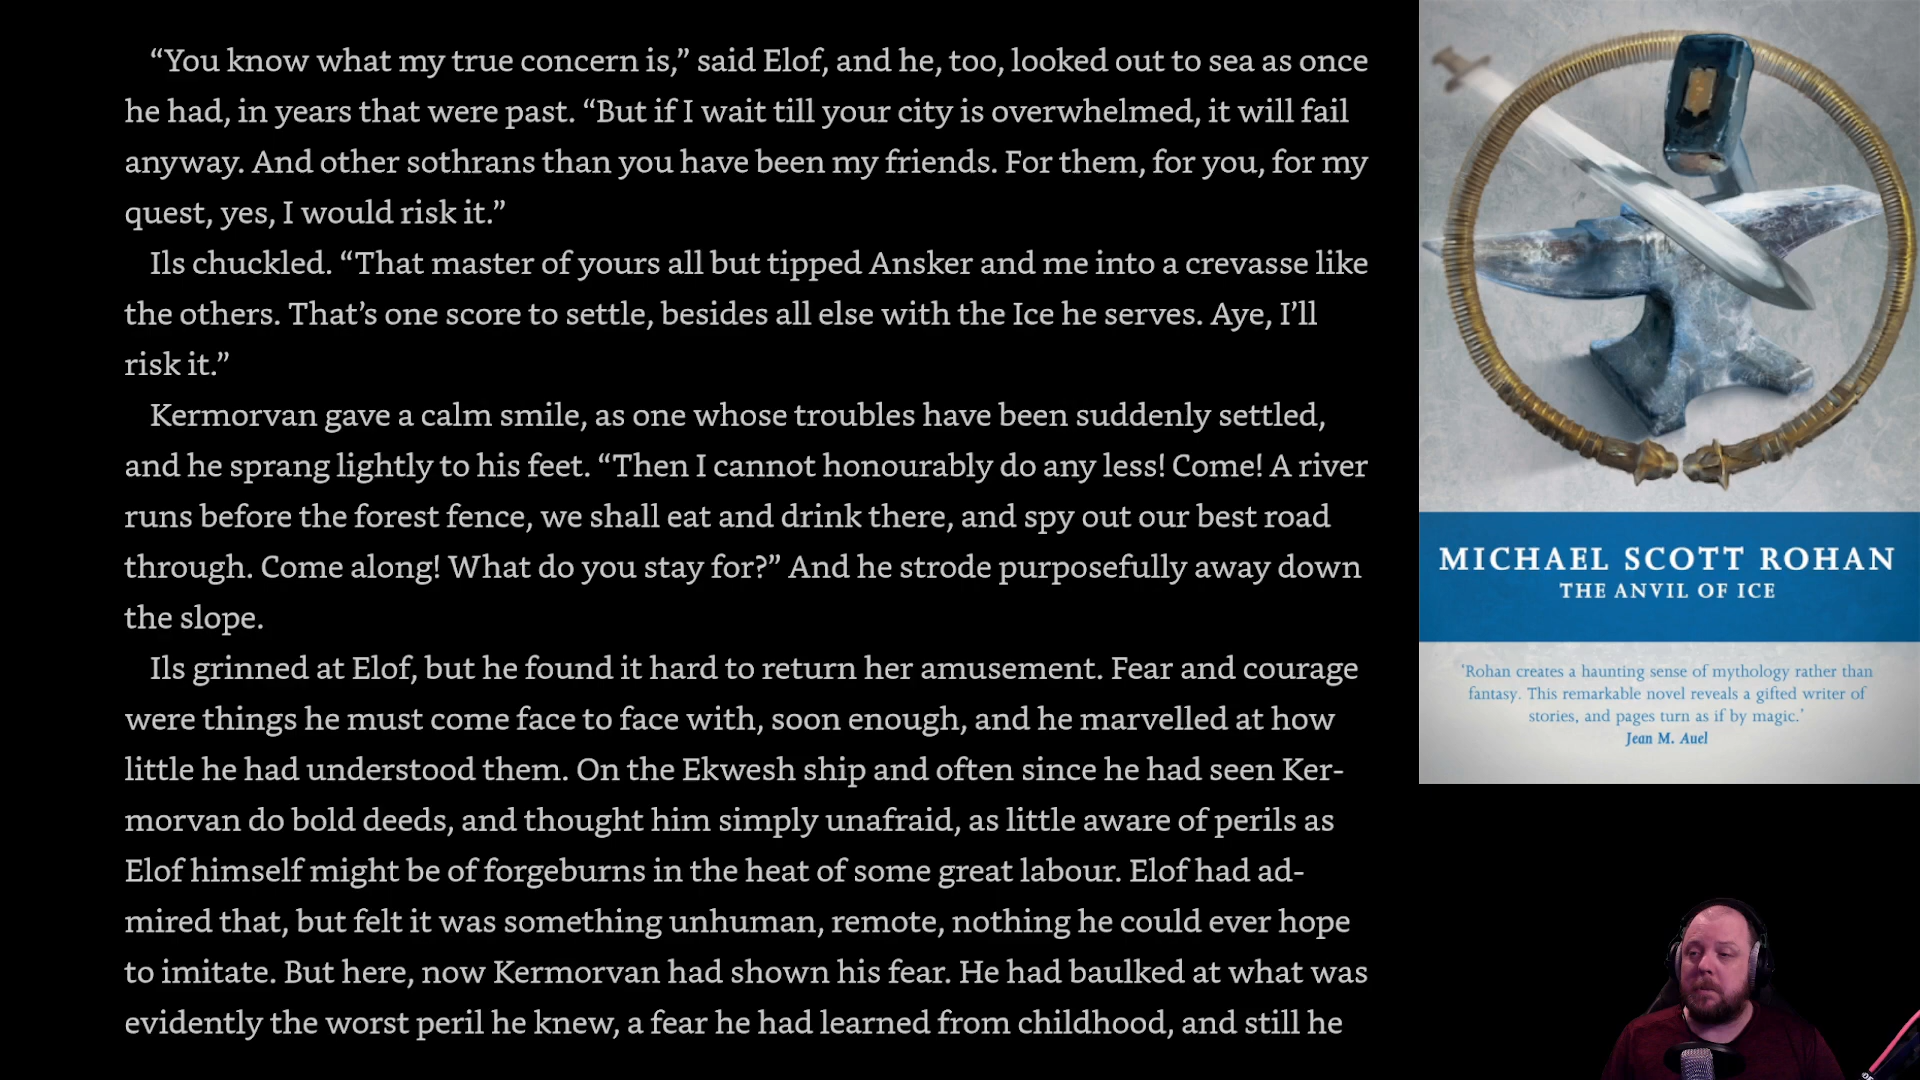 “You know what my true concern is,” said Elof, and he, too, looked out to sea as once
he had, in years that were past. “But if I wait till your city is overwhelmed, it will fail
anyway. And other sothrans than you have been my friends. For them, for you, for my
quest, yes, I would risk it.”
Ils chuckled. “That master of yours all but tipped Ansker and me into a crevasse like
the others. That’s one score to settle, besides all else with the Ice he serves. Aye, I’ll
risk it.”
Kermorvan gave a calm smile, as one whose troubles have been suddenly settled,
and he sprang lightly to his feet. “Then I cannot honourably do any less! Come! A river
runs before the forest fence, we shall eat and drink there, and spy out our best road
through. Come along! What do you stay for?” And he strode purposefully away down
the slope.
Ils grinned at Elof, but he found it hard to return her amusement. Fear and courage
were things he must come face to face with, soon enough, and he marvelled at how
little he had understood them. On the Ekwesh ship and often since he had seen Ker-
morvan do bold deeds, and thought him simply unafraid, as little aware of perils as
Elof himself might be of forgeburns in the heat of some great labour. Elof had ad-
mired that, but felt it was something unhuman, remote, nothing he could ever hope
to imitate. But here, now Kermorvan had shown his fear. He had baulked at what was
evidently the worst peril he knew, a fear he had learned from childhood, and still he
MICHAEL SCOTT ROHAN
THE ANVIL OF ICE
‘Rohan creates a haunting sense of mythology rather than
fantasy. This remarkable novel reveals a gifted writer of
stories, and pages turn as if by magic.’
Jean M. Auel